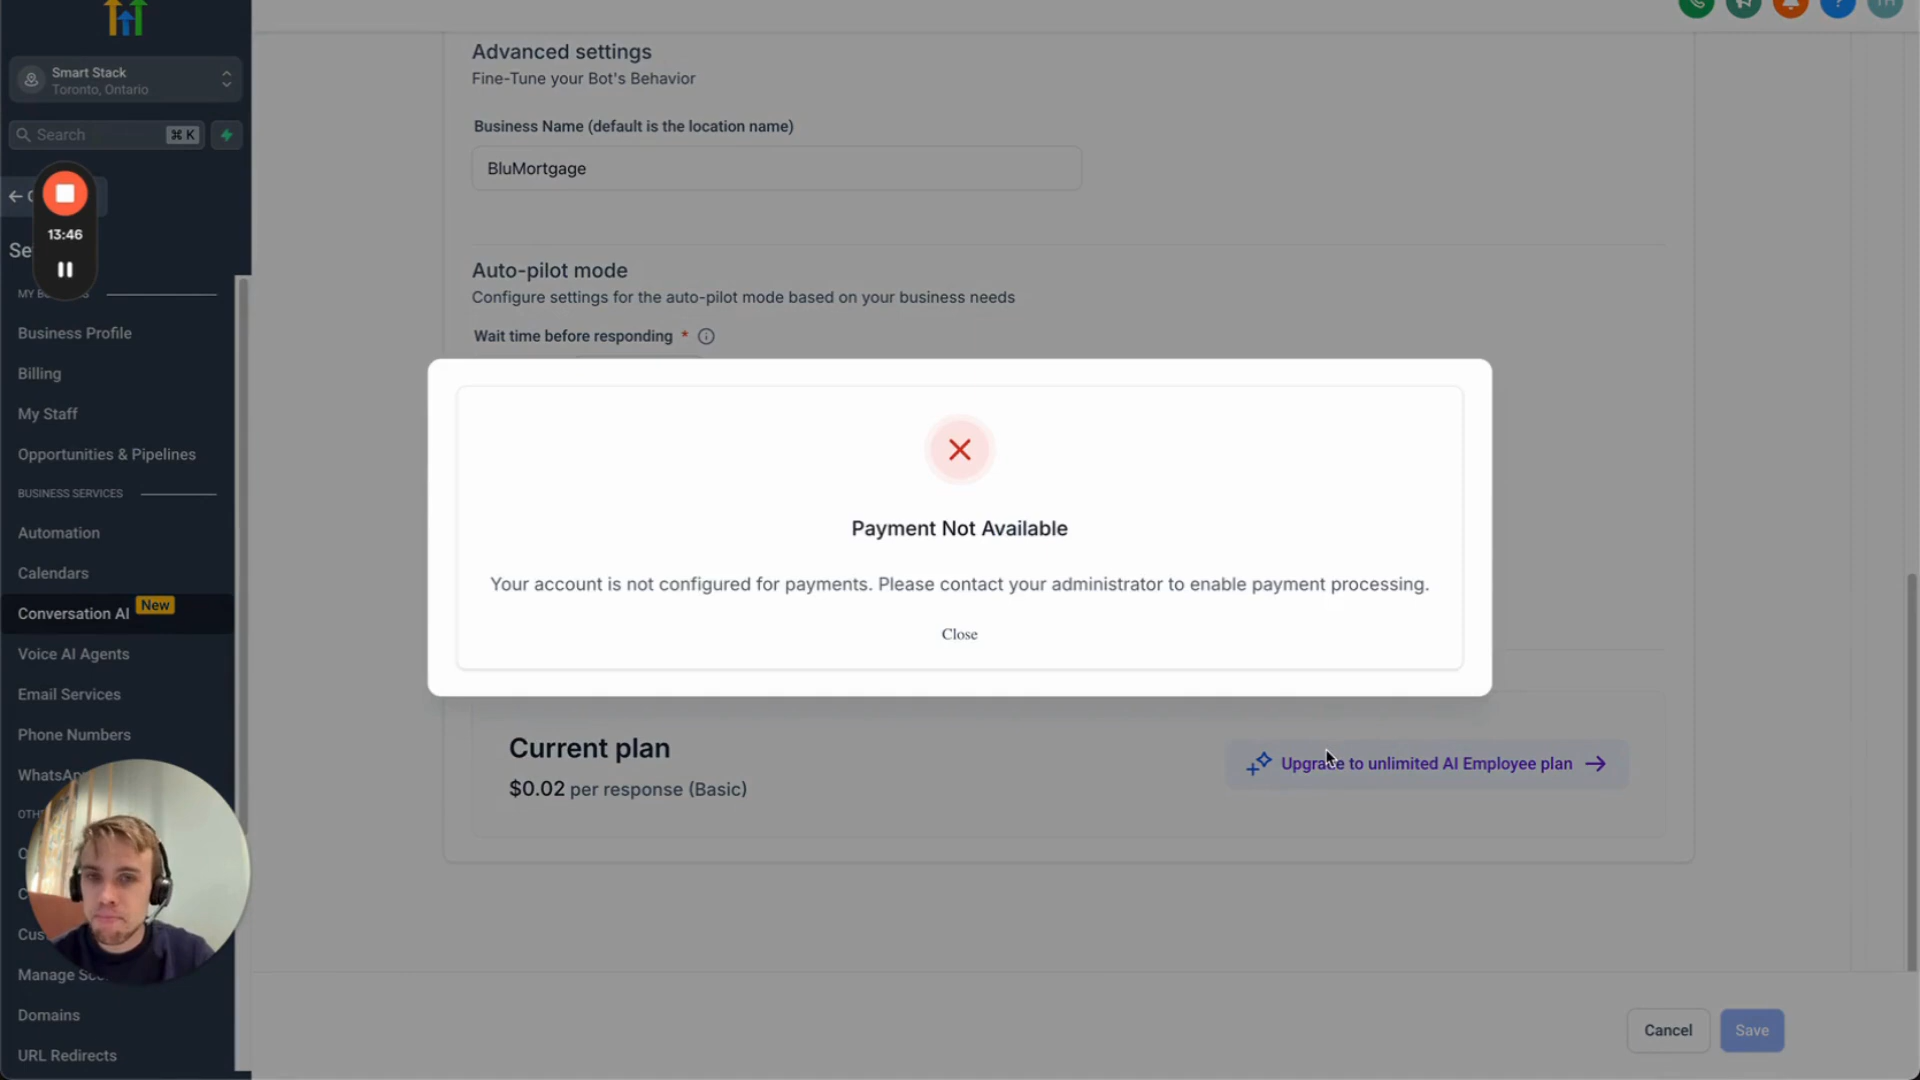 Smart Stack
Toronto, Ontario
Search ⌘ K
13:46
Business Profile
Billing
My Staff
Opportunities & Pipelines
BUSINESS SERVICES
Automation
Calendars
Conversation AI New
Voice AI Agents
Email Services
Phone Numbers
Manage
Domains
URL Redirects
Advanced settings
Fine-Tune your Bot's Behavior
Business Name (default is the location name)
BluMortgage
Auto-pilot mode
Configure settings for the auto-pilot mode based on your business needs
Wait time before responding *
Payment Not Available
Your account is not configured for payments. Please contact your administrator to enable payment processing.
Close
Current plan
$0.02 per response (Basic)
Upgrade to unlimited AI Employee plan
Cancel
Save